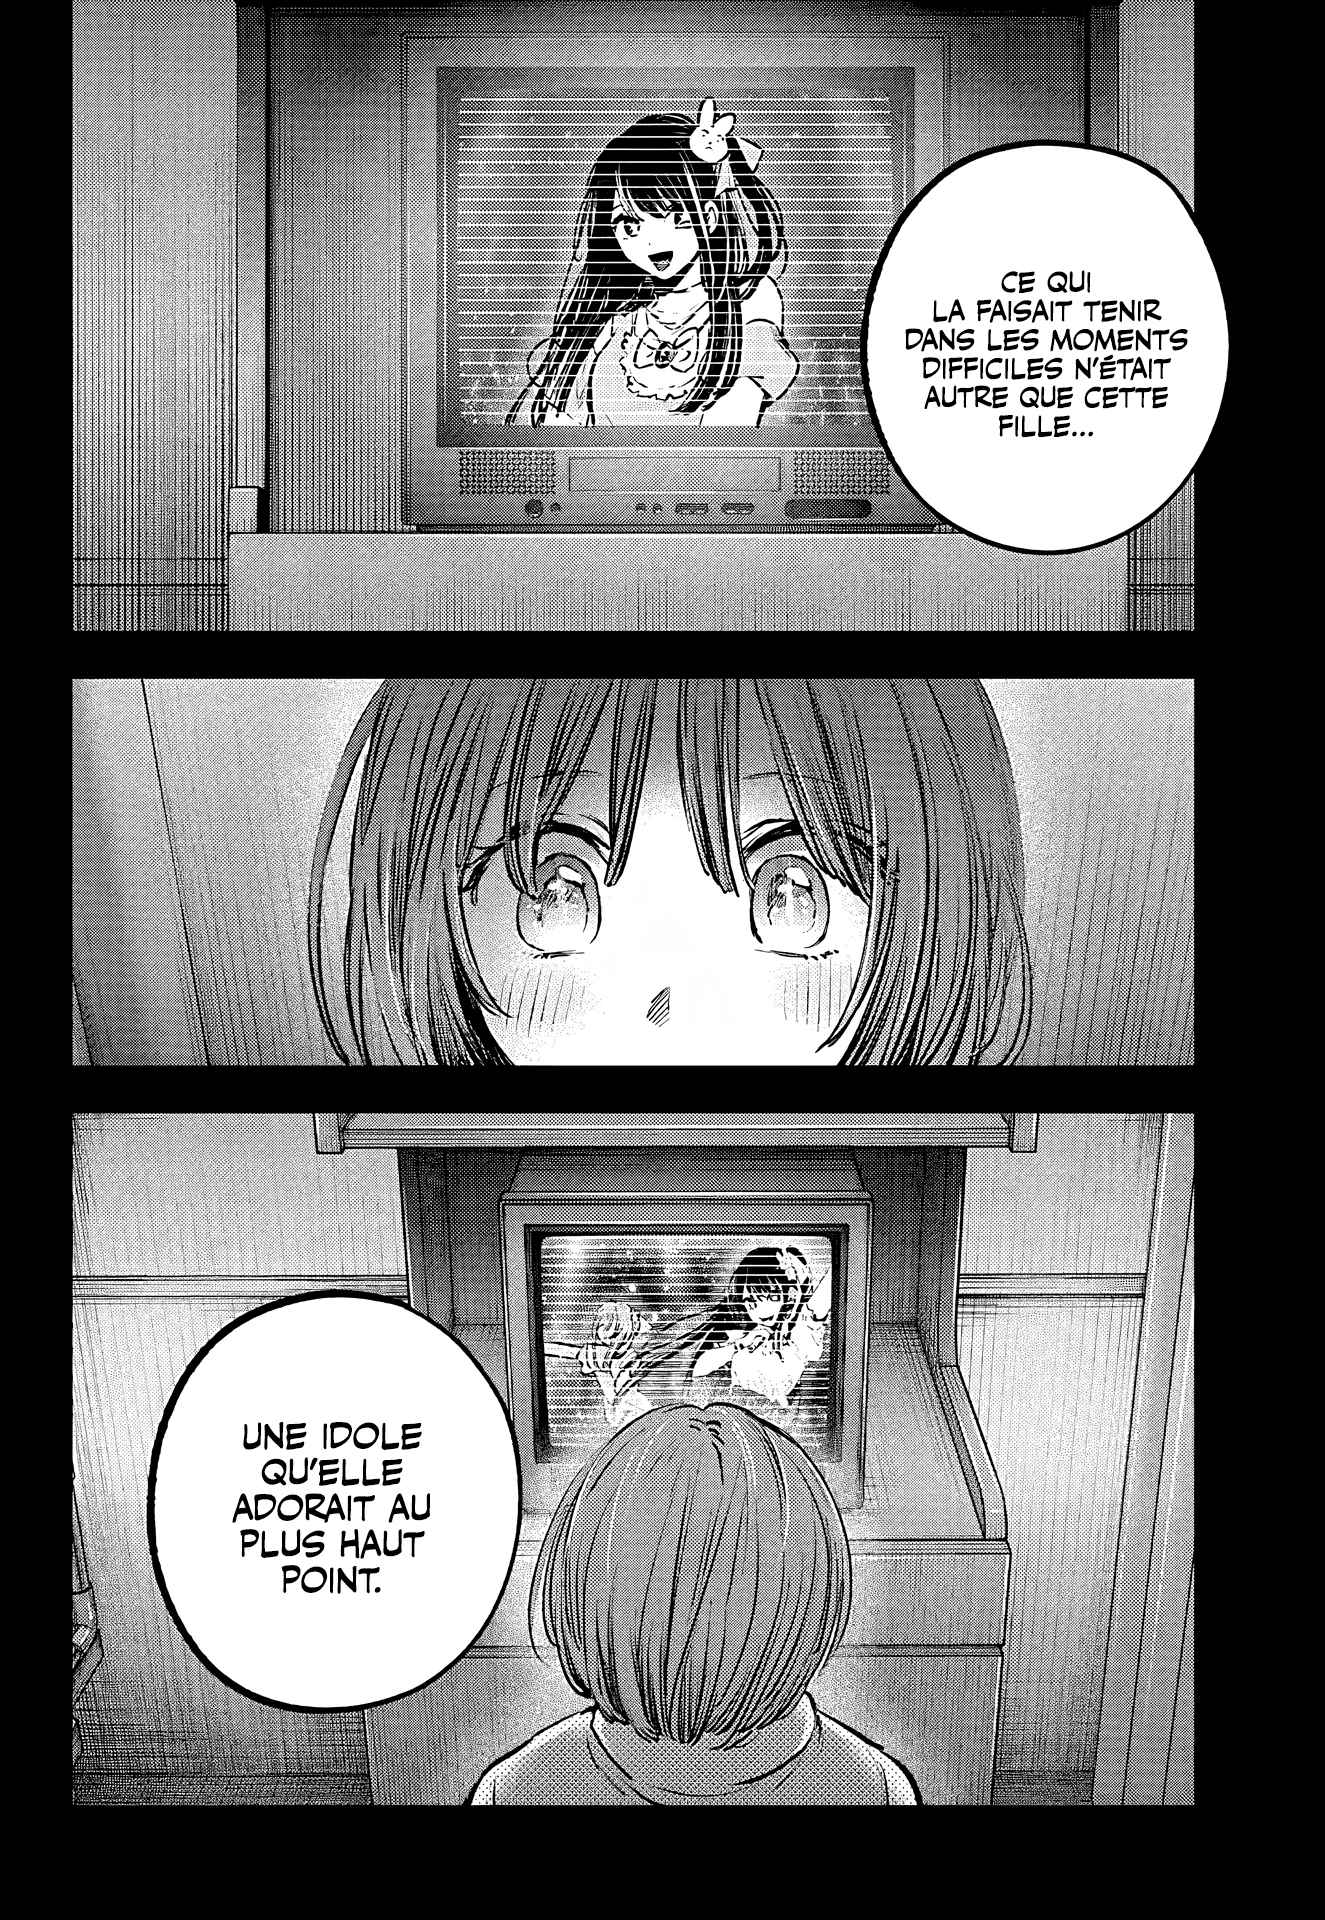 CE QUI
LA FAISAIT TENIR
DANS LES MOMENTS
DIFFICILES N'ÉTAIT
AUTRE QUE CETTE
FILLE...
UNE IDOLE
QU'ELLE
ADORAIT AU
PLUS HAUT
POINT.